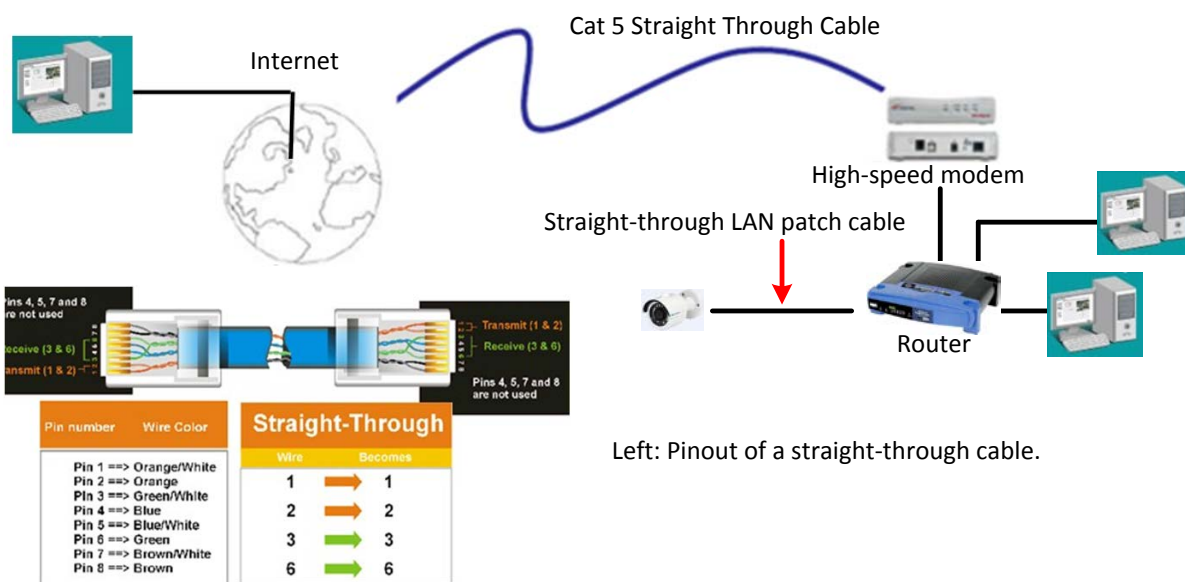 Cat 5 Straight Through Cable
Internet
High-speed modem
Straight-through LAN patch cable
Router
Pins 4, 5, 7 and 8
are not used
Receive (3 & 6)
Transmit (1 & 2)
Transmit (1 & 2)
Receive (3 & 6)
Pins 4, 5, 7 and 8
are not used
Left: Pinout of a straight-through cable.
Pin number Wire Color
Pin 1 ==> Orange/White
Pin 2 ==> Orange
Pin 3 ==> Green/White
Pin 4 ==> Blue
Pin 5 ==> Blue/White
Pin 6 ==> Green
Pin 7 ==> Brown/White
Pin 8 ==> Brown
Straight-Through
Wire Becomes
1 1
2 2
3 3
6 6